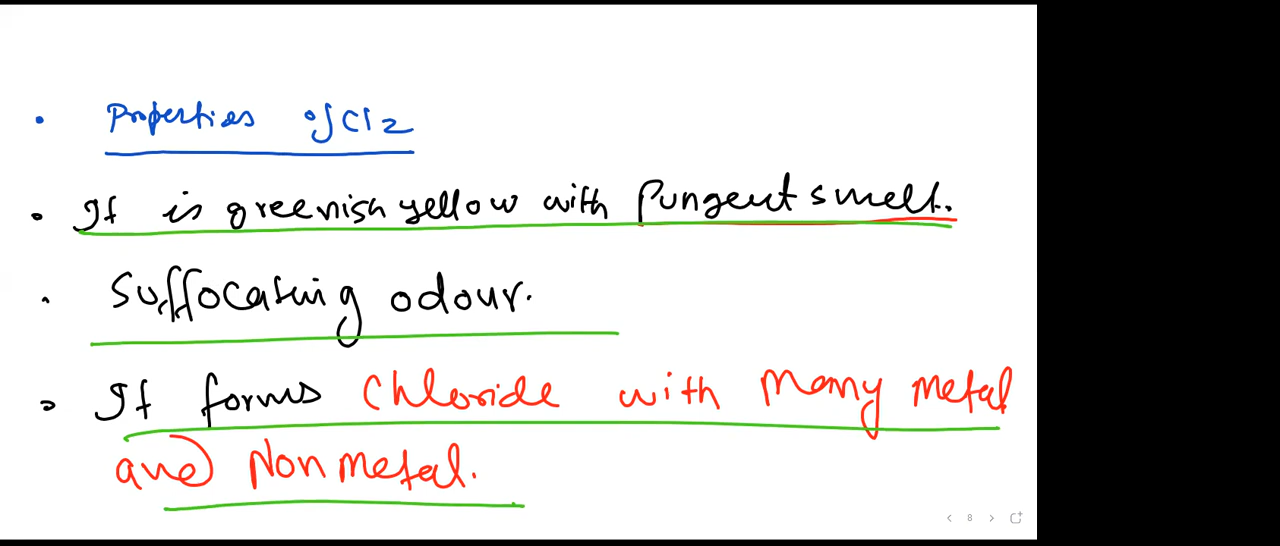 • Properties of Cl2
• It is greenish yellow with Pungent smell.
• Suffocating odour.
• It forms Chloride with Many Metal
and Non metal.
8